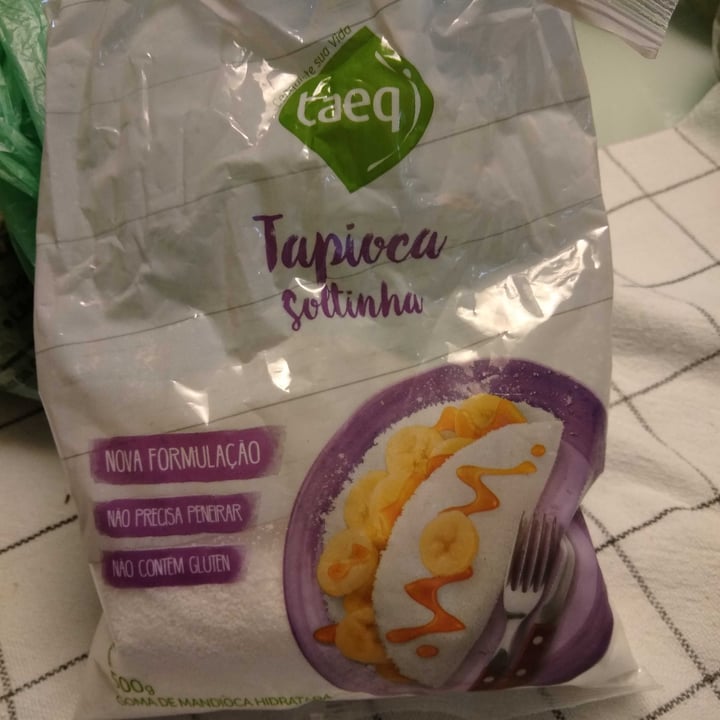 taeq
Tapioca
Soltinha
NOVA FORMULAÇÃO
NÃO PRECISA PENEIRAR
NÃO CONTÉM GLUTEN
500g
GOMA DE MANDIOCA HIDRATADA